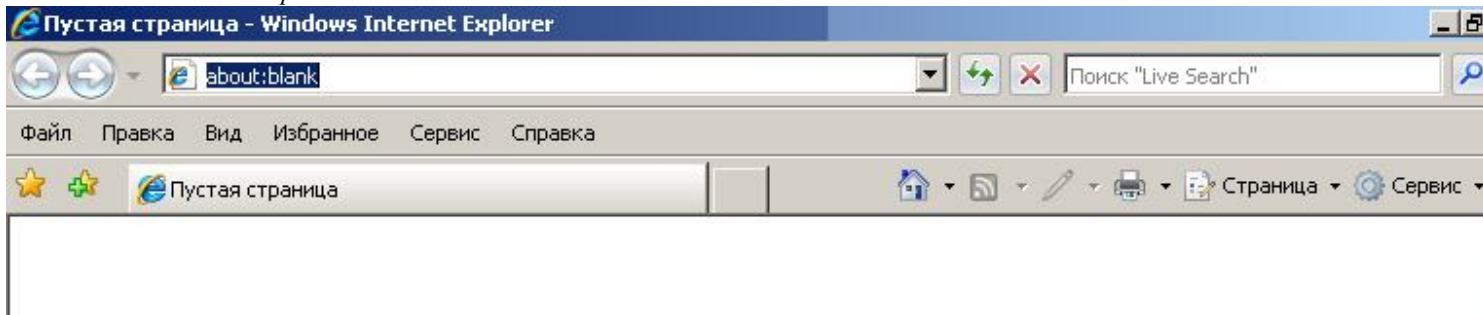 Пустая страница - Windows Internet Explorer
about:blank
Поиск "Live Search"
Файл Правка Вид Избранное Сервис Справка
Пустая страница
Страница Сервис